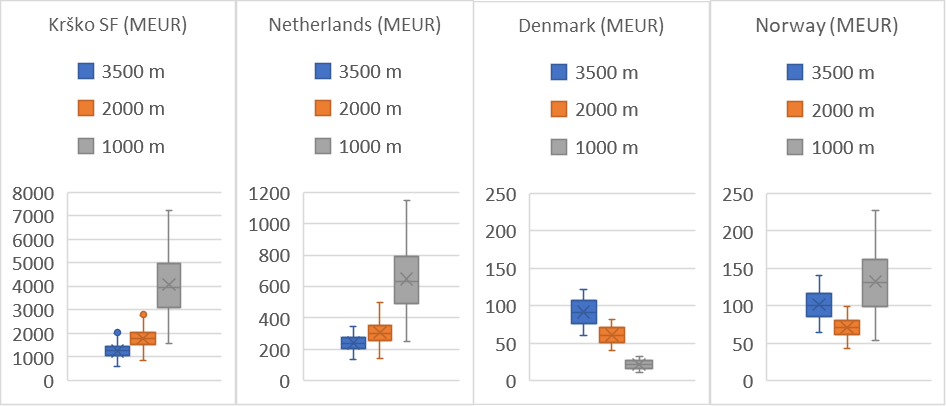 Krško SF (MEUR)
3500 m
2000 m
1000 m
8000
7000
6000
5000
4000
3000
2000
1000
0
Netherlands (MEUR)
3500 m
2000 m
1000 m
1200
1000
800
600
400
200
0
Denmark (MEUR)
3500 m
2000 m
1000 m
250
200
150
100
50
0
Norway (MEUR)
3500 m
2000 m
1000 m
250
200
150
100
50
0